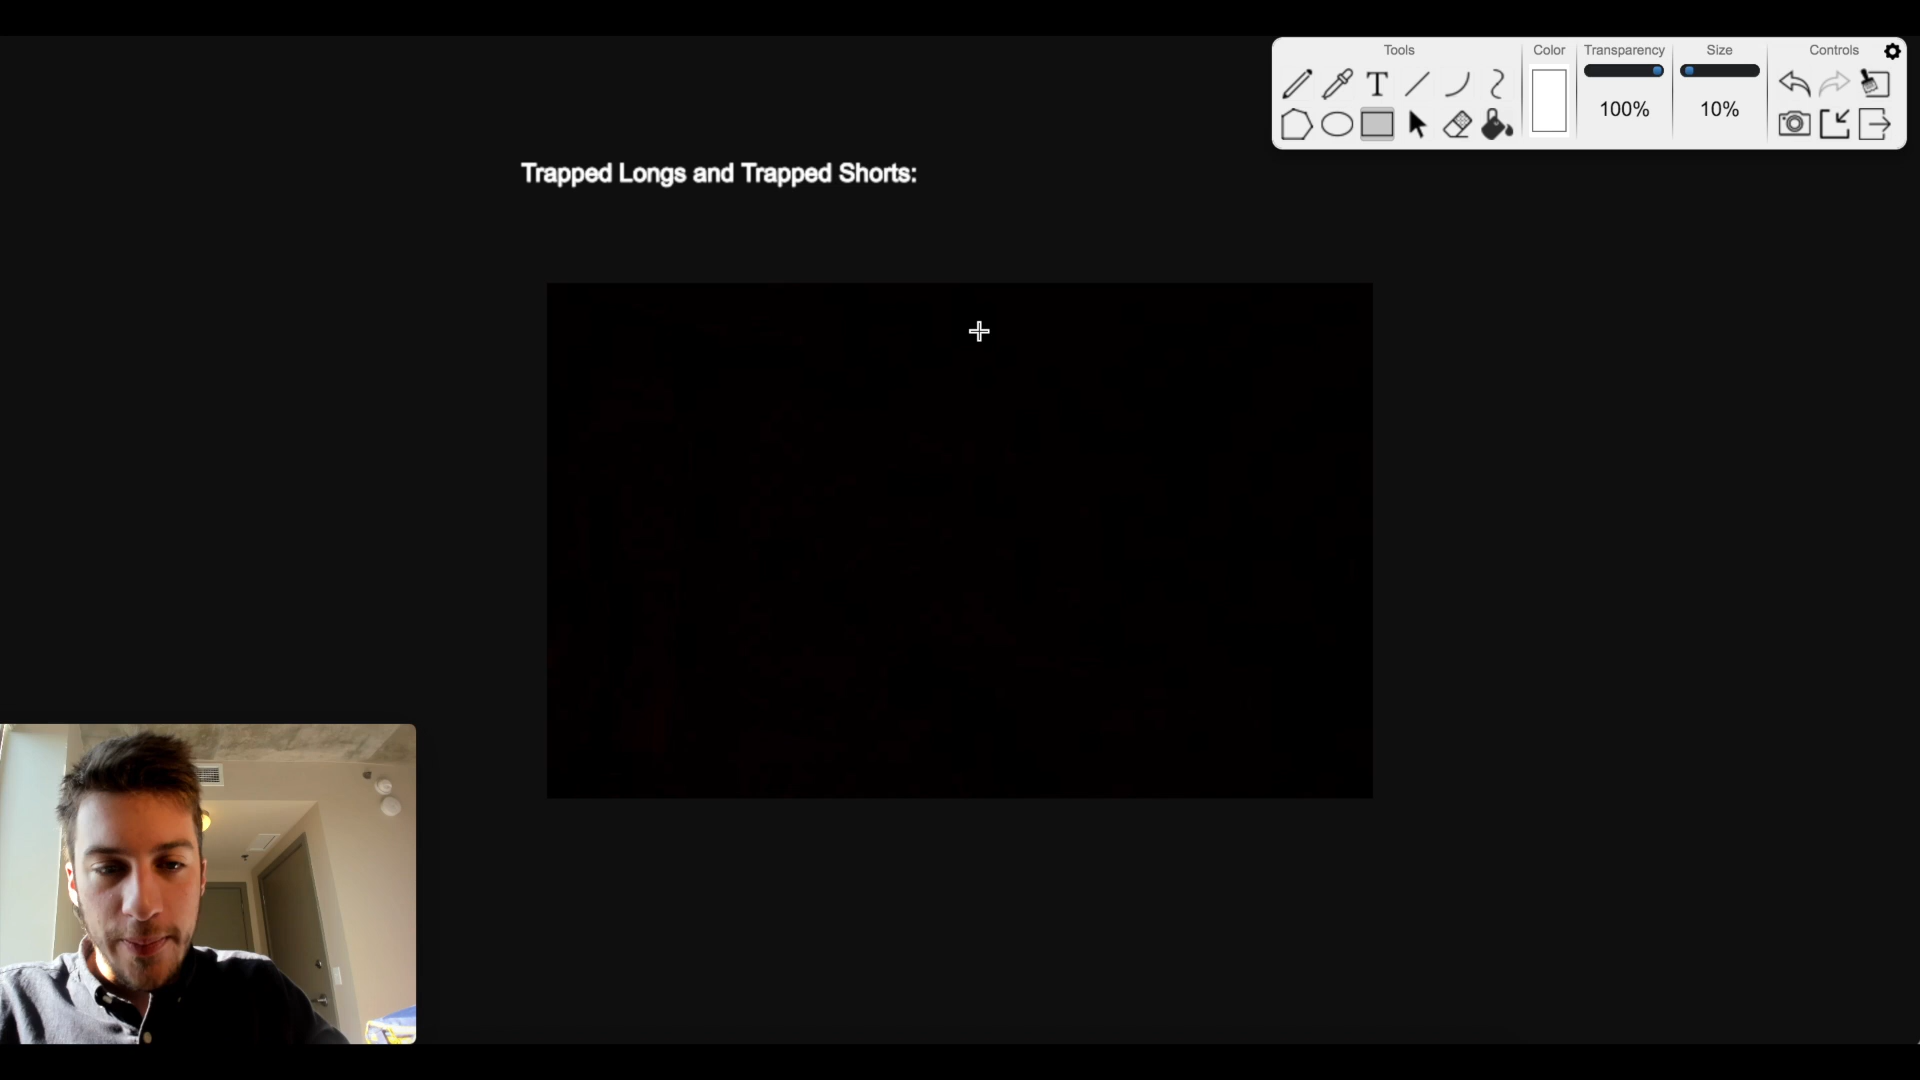 Tools
Color
Transparency
Size
Controls
100%
10%
Trapped Longs and Trapped Shorts: